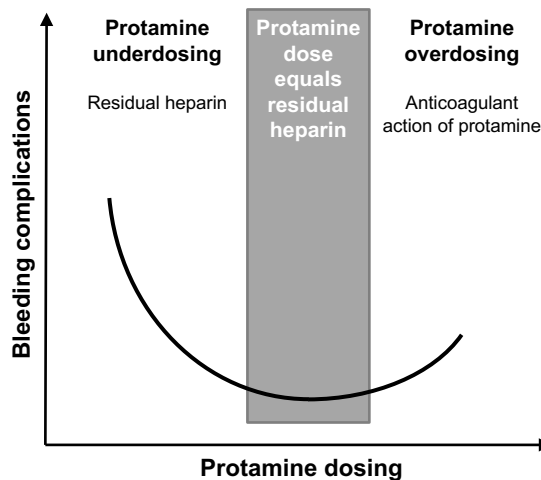 Protamine
underdosing
Residual heparin
Protamine
dose
equals
residual
heparin
Protamine
overdosing
Anticoagulant
action of protamine
Bleeding complications
Protamine dosing